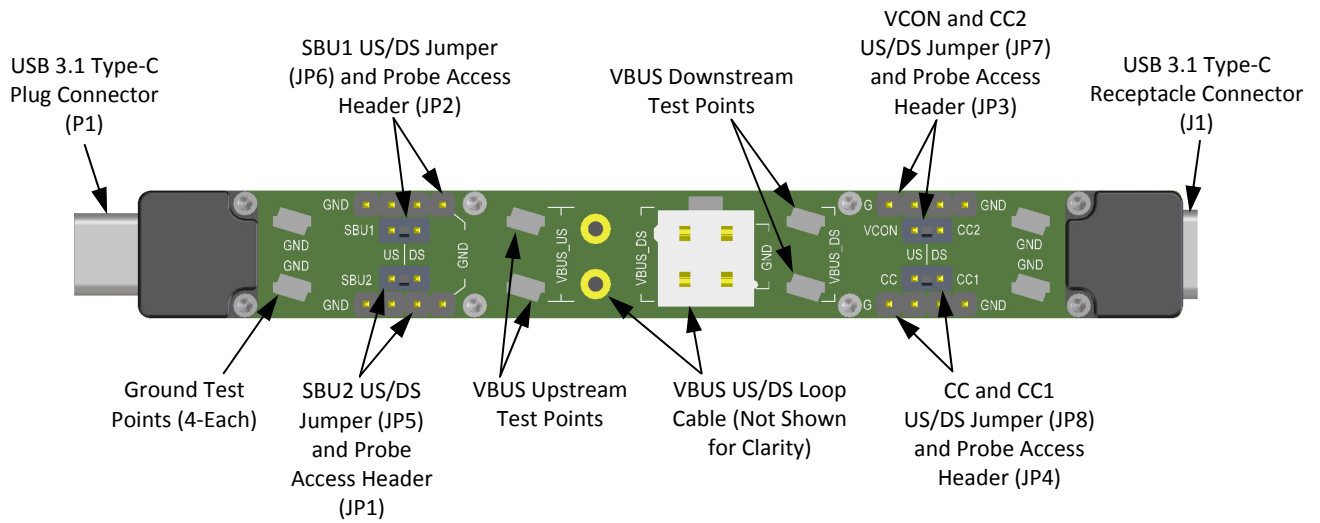 USB 3.1 Type-C
Plug Connector
(P1)
SBU1 US/DS Jumper
(JP6) and Probe Access
Header (JP2)
VBUS Downstream
Test Points
VCON and CC2
US/DS Jumper (JP7)
and Probe Access
Header (JP3)
USB 3.1 Type-C
Receptacle Connector
(J1)
GND
GND
GND
SBU1
US DS
SBU2
GND
GND
VBUS_US
VBUS_DS
GND
VBUS_DS
G
GND
VCON
CC2
US DS
CC
CC1
G
GND
GND
GND
Ground Test
Points (4-Each)
SBU2 US/DS
Jumper (JP5)
and Probe
Access Header
(JP1)
VBUS Upstream
Test Points
VBUS US/DS Loop
Cable (Not Shown
for Clarity)
CC and CC1
US/DS Jumper (JP8)
and Probe Access
Header (JP4)